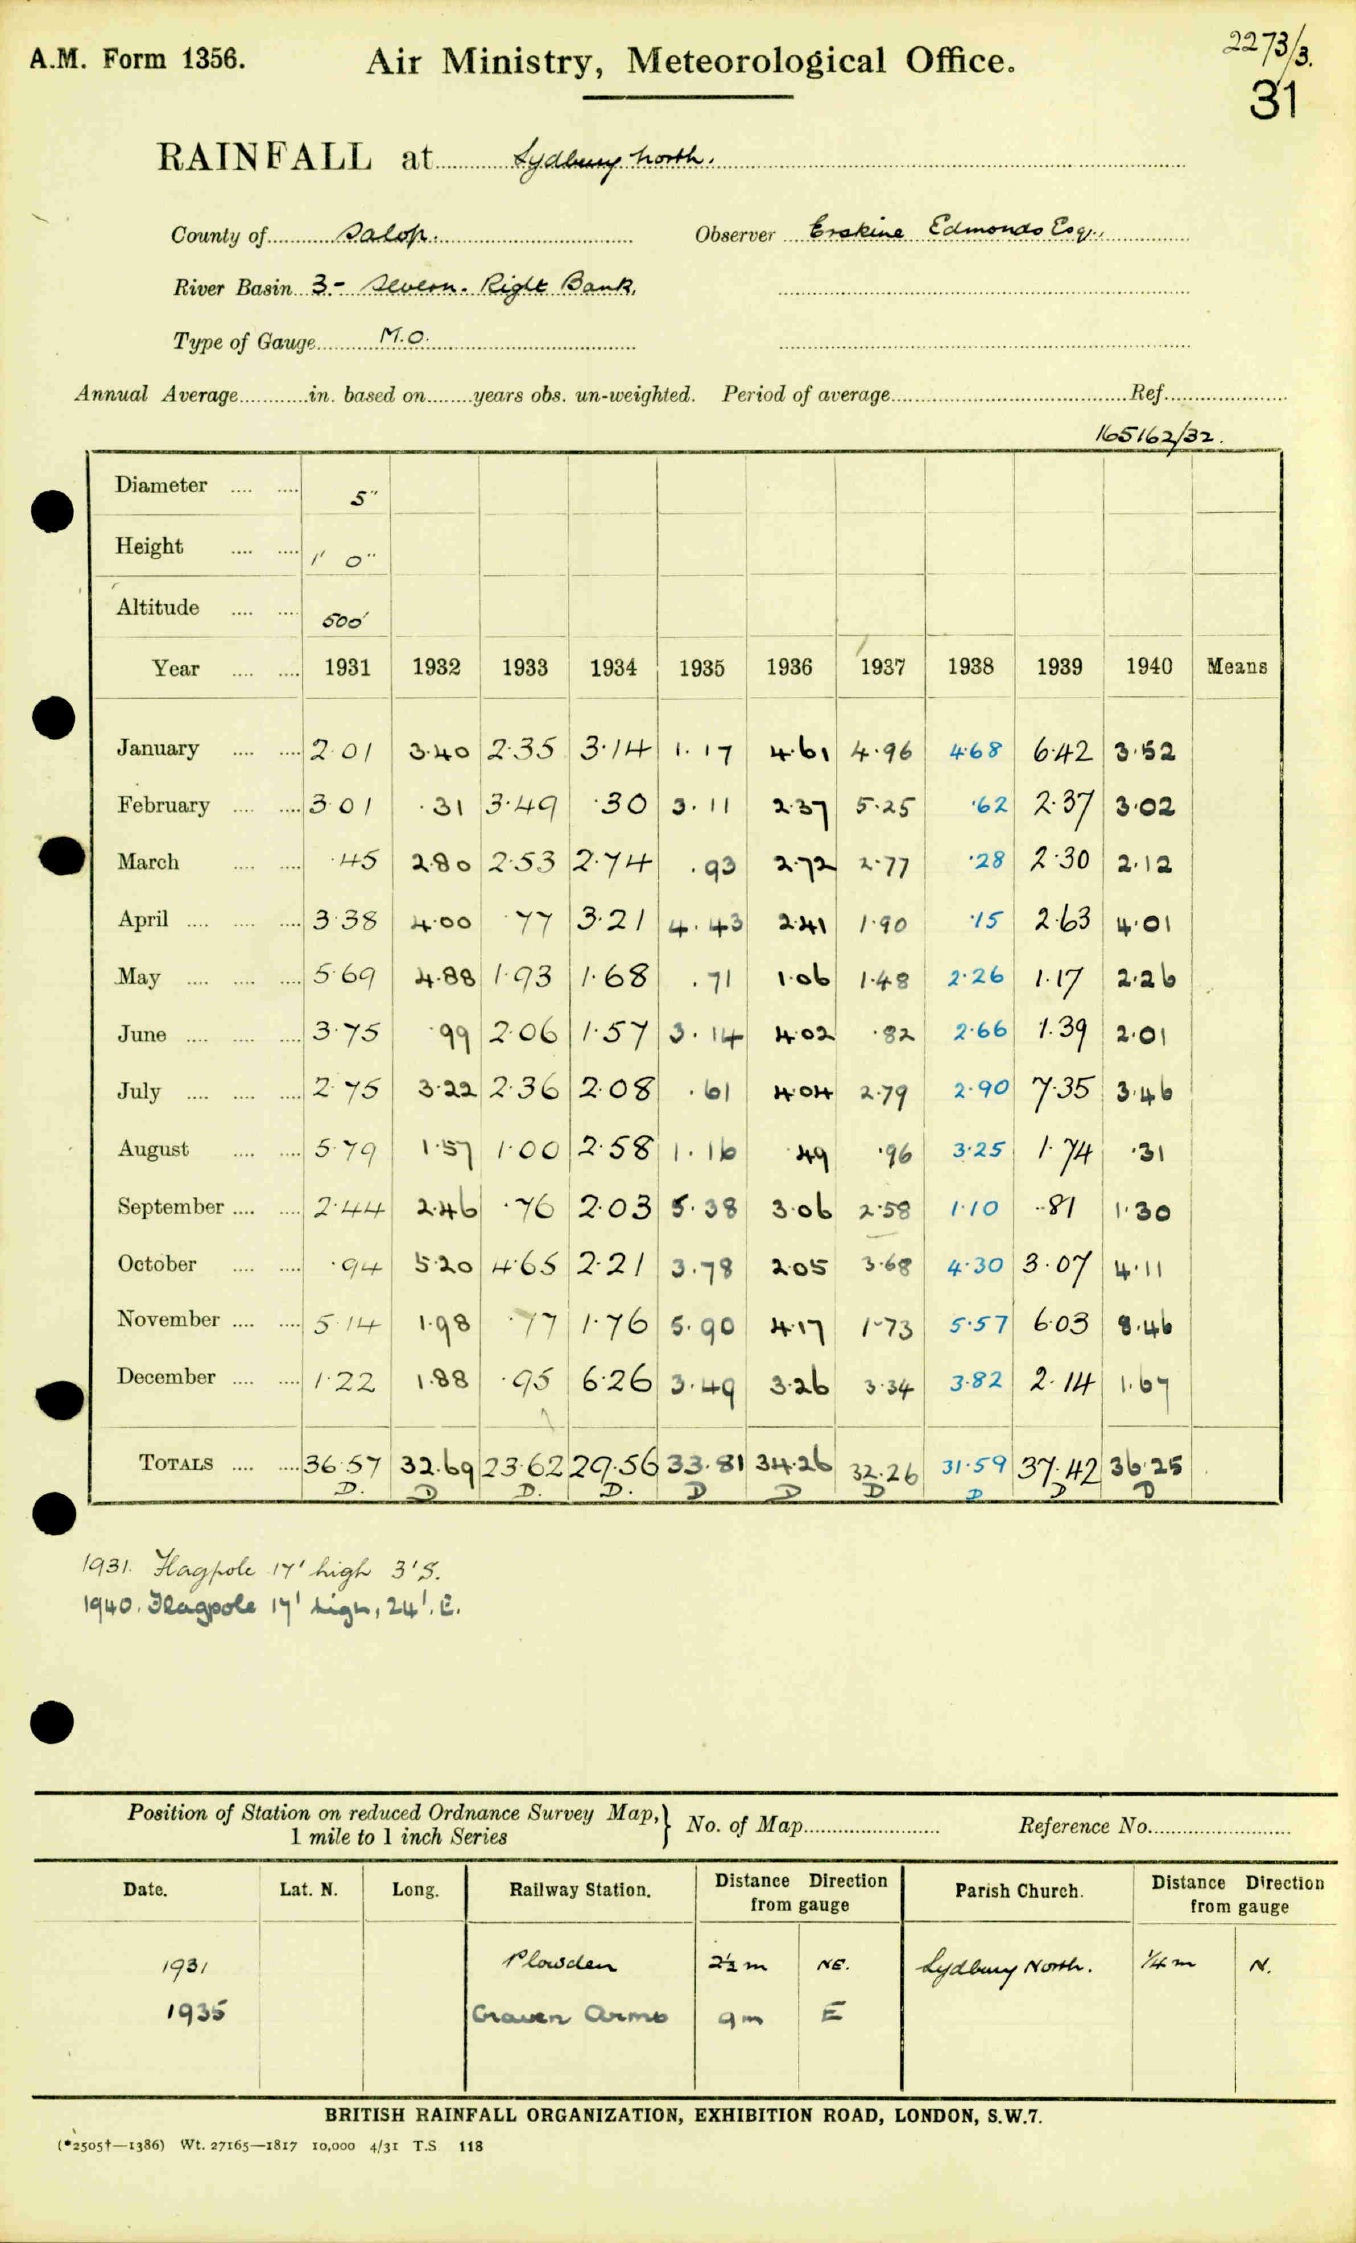 A.M. Form 1356.
Air Ministry, Meteorological Office.
2273/3.
31
RAINFALL at Lydbury North.
County of Salop. Observer Erskine Edmonds Esq.,
River Basin 3- Severn. Right Bank.
Type of Gauge M.O.
Annual Average in. based on years obs. un-weighted. Period of average Ref.
165162/32.
Diameter 5"
Height 1' 0"
Altitude 500'
Year 1931 1932 1933 1934 1935 1936 1937 1938 1939 1940 Means
January 2.01 3.40 2.35 3.14 1.17 4.61 4.96 4.68 6.42 3.52
February 3.01 .31 3.49 .30 3.11 2.37 5.25 .62 2.37 3.02
March .45 2.80 2.53 2.74 .93 2.72 2.77 .28 2.30 2.12
April 3.38 4.00 .77 3.21 4.43 2.41 1.90 .15 2.63 4.01
May 5.69 4.88 1.93 1.68 .71 1.06 1.48 2.26 1.17 2.26
June 3.75 .99 2.06 1.57 3.14 4.02 .82 2.66 1.39 2.01
July 2.75 3.22 2.36 2.08 .61 4.04 2.79 2.90 7.35 3.46
August 5.79 1.57 1.00 2.58 1.16 .49 .96 3.25 1.74 .31
September 2.44 2.46 .76 2.03 5.38 3.06 2.58 1.10 .81 1.30
October .94 5.20 4.65 2.21 3.78 2.05 3.68 4.30 3.07 4.11
November 5.14 1.98 .77 1.76 5.90 4.17 1.73 5.57 6.03 8.46
December 1.22 1.88 .95 6.26 3.49 3.26 3.34 3.82 2.14 1.67
TOTALS 36.57 32.69 23.62 29.56 33.81 34.26 32.26 31.59 37.42 36.25
D. D D. D. D D D D D D
1931. Flagpole 17' high 3' S.
1940. Flagpole 17' high, 24'. E.
Position of Station on reduced Ordnance Survey Map, 1 mile to 1 inch Series } No. of Map Reference No.
Date. Lat. N. Long. Railway Station. Distance Direction from gauge Parish Church. Distance Direction from gauge
1931 Plowden 2½ m NE. Lydbury North. ¼ m N.
1935 Craven Arms 9m E
BRITISH RAINFALL ORGANIZATION, EXHIBITION ROAD, LONDON, S.W.7.
(*2505†—1386) Wt. 27165—1817 10,000 4/31 T.S 118